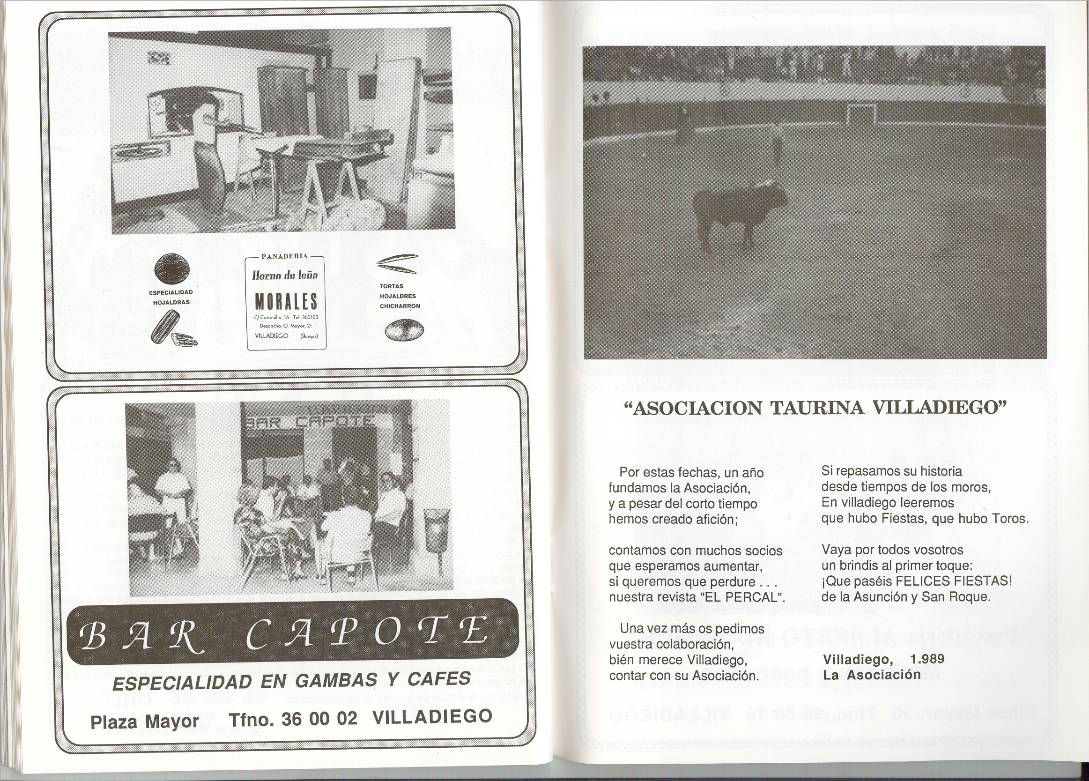 ESPECIALIDAD
HOJALDRAS
PANADERIA
Horno de leña
MORALES
Despacho: C/. Mayor, 21
VILLADIEGO (Burgos)
TORTAS
HOJALDRES
CHICHARRON
BAR CAPOTE
BAR CAPOTE
ESPECIALIDAD EN GAMBAS Y CAFES
Plaza Mayor Tfno. 36 00 02 VILLADIEGO
“ASOCIACION TAURINA VILLADIEGO”
Por estas fechas, un año
fundamos la Asociación,
y a pesar del corto tiempo
hemos creado afición;
contamos con muchos socios
que esperamos aumentar,
si queremos que perdure . . .
nuestra revista “EL PERCAL”.
Una vez más os pedimos
vuestra colaboración,
bién merece Villadiego,
contar con su Asociación.
Si repasamos su historia
desde tiempos de los moros,
En villadiego leeremos
que hubo Fiestas, que hubo Toros.
Vaya por todos vosotros
un brindis al primer toque:
¡Que paséis FELICES FIESTAS!
de la Asunción y San Roque.
Villadiego, 1.989
La Asociación